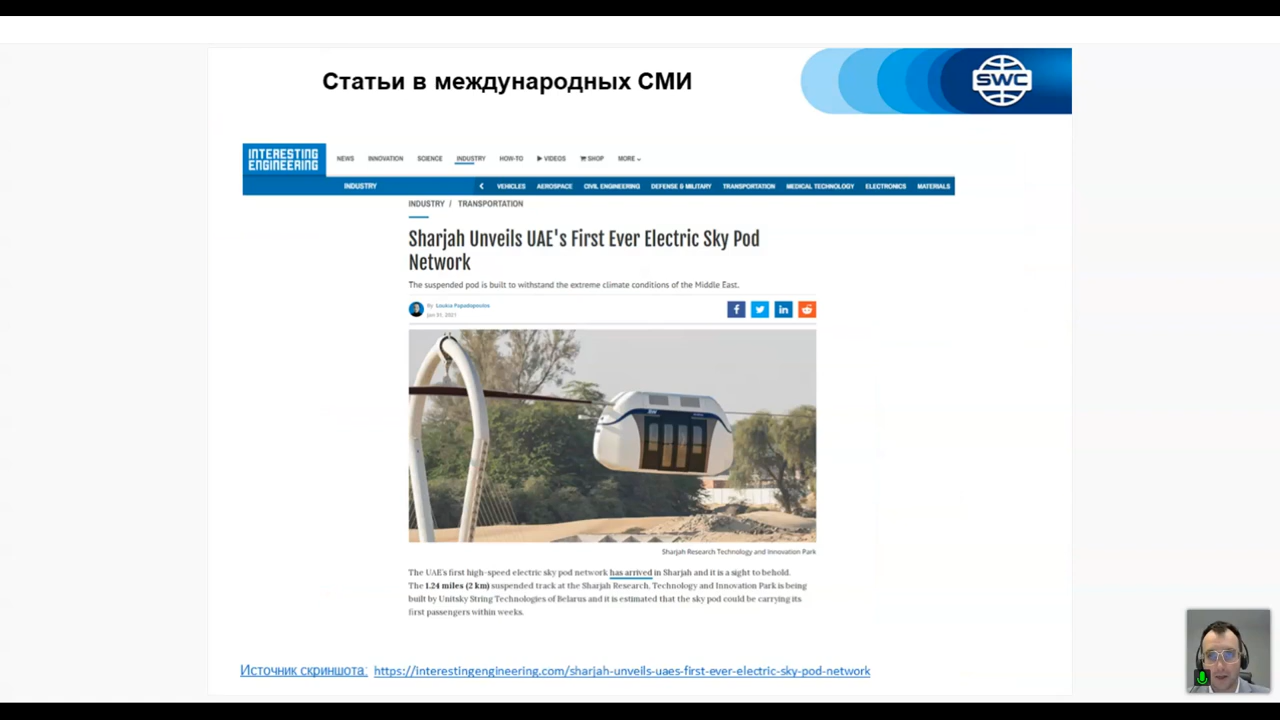 Статьи в международных СМИ
SWC
INTERESTING
ENGINEERING
NEWS INNOVATION SCIENCE INDUSTRY HOW-TO VIDEOS SHOP MORE
INDUSTRY VEHICLES AEROSPACE CIVIL ENGINEERING DEFENSE & MILITARY TRANSPORTATION MEDICAL TECHNOLOGY ELECTRONICS MATERIALS
INDUSTRY / TRANSPORTATION
Sharjah Unveils UAE's First Ever Electric Sky Pod
Network
The suspended pod is built to withstand the extreme climate conditions of the Middle East.
By Loukia Papadopoulos
Jan 31, 2021
Sharjah Research Technology and Innovation Park
The UAE's first high-speed electric sky pod network has arrived in Sharjah and it is a sight to behold.
The 1.24 miles (2 km) suspended track at the Sharjah Research, Technology and Innovation Park is being
built by Unitsky String Technologies of Belarus and it is estimated that the sky pod could be carrying its
first passengers within weeks.
Источник скриншота: https://interestingengineering.com/sharjah-unveils-uaes-first-ever-electric-sky-pod-network